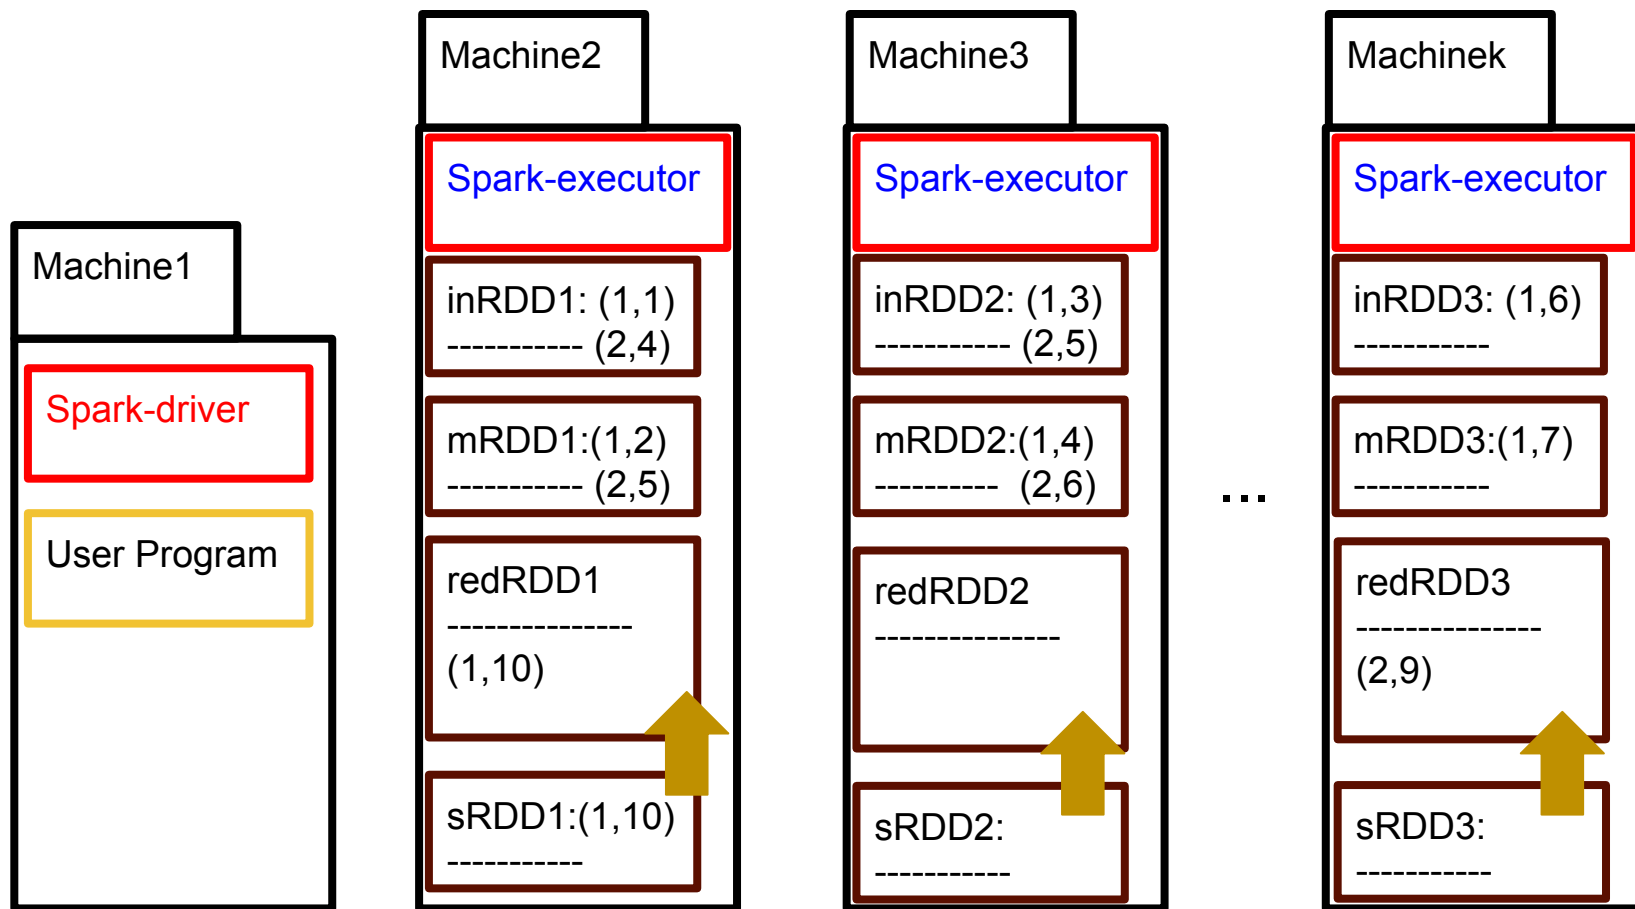 Machine1
Spark-driver
User Program
Machine2
Spark-executor
inRDD1: (1,1)
----------- (2,4)
mRDD1:(1,2)
----------- (2,5)
redRDD1
---------------
(1,10)
sRDD1:(1,10)
-----------
Machine3
Spark-executor
inRDD2: (1,3)
----------- (2,5)
mRDD2:(1,4)
---------- (2,6)
redRDD2
---------------
sRDD2:
-----------
...
Machinek
Spark-executor
inRDD3: (1,6)
-----------
mRDD3:(1,7)
-----------
redRDD3
---------------
(2,9)
sRDD3:
-----------